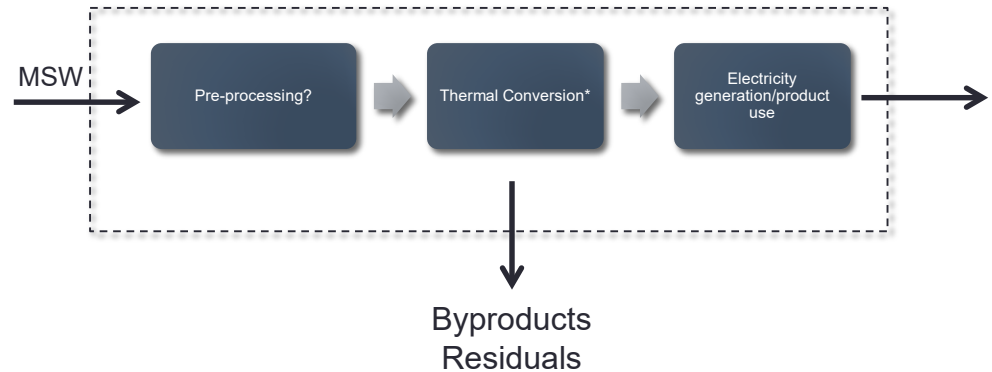 MSW
Pre-processing?
Thermal Conversion*
Electricity
generation/product
use
Byproducts
Residuals